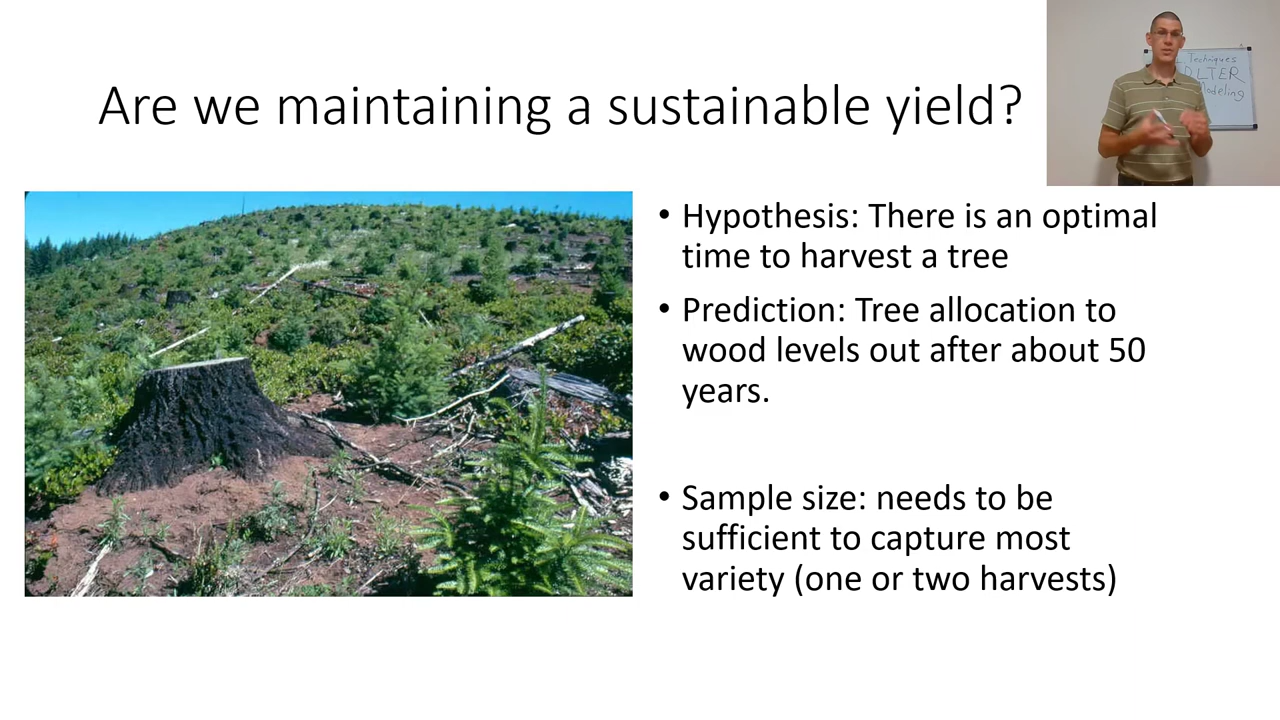 Are we maintaining a sustainable yield?
Techniques
LTER
Modeling
• Hypothesis: There is an optimal
time to harvest a tree
• Prediction: Tree allocation to
wood levels out after about 50
years.
• Sample size: needs to be
sufficient to capture most
variety (one or two harvests)